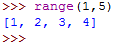 >>> range(1,5)
[1, 2, 3, 4]
>>>